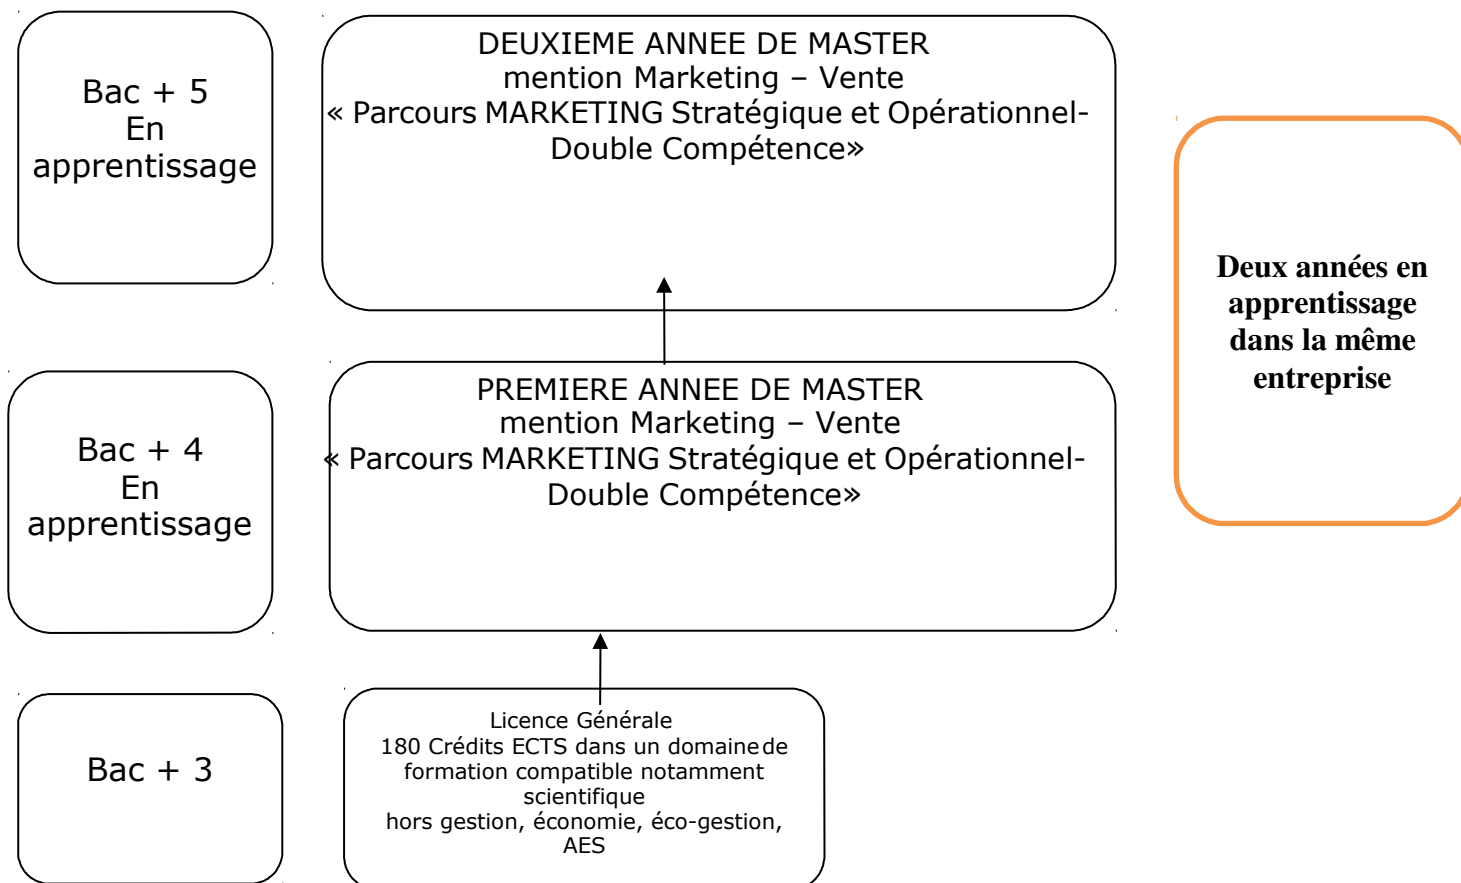 Bac + 5
En
apprentissage
DEUXIEME ANNEE DE MASTER
mention Marketing – Vente
« Parcours MARKETING Stratégique et Opérationnel-
Double Compétence»
Deux années en
apprentissage
dans la même
entreprise
Bac + 4
En
apprentissage
PREMIERE ANNEE DE MASTER
mention Marketing – Vente
« Parcours MARKETING Stratégique et Opérationnel-
Double Compétence»
Bac + 3
Licence Générale
180 Crédits ECTS dans un domaine de
formation compatible notamment
scientifique
hors gestion, économie, éco-gestion,
AES